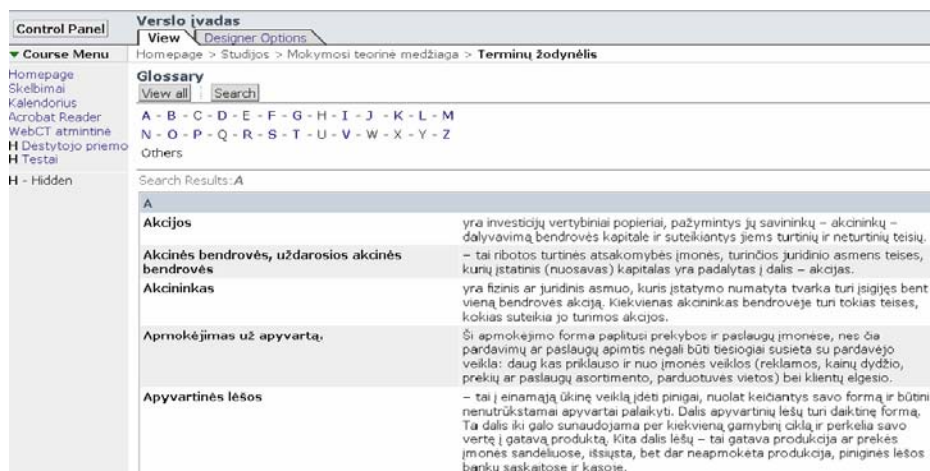 Control Panel
Verslo įvadas
View Designer Options
Course Menu
Homepage > Studijos > Mokymosi teorinė medžiaga > Terminų žodynėlis
Homepage
Skelbimai
Kalendorius
Acrobat Reader
WebCT atmintinė
H Destytojo priemo
H Testai
H - Hidden
Glossary
View all Search
A - B - C - D - E - F - G - H - I - J - K - L - M
N - O - P - Q - R - S - T - U - V - W - X - Y - Z
Others
Search Results: A
A
Akcijos
yra investicijų vertybiniai popieriai, pažymintys jų savininkų – akcininkų –
dalyvavimą bendrovės kapitale ir suteikiantys jiems turtinių ir neturtinių teisių.
Akcinės bendrovės, uždarosios akcinės
bendrovės
– tai ribotos turtinės atsakomybės įmonės, turinčios juridinio asmens teises,
kurių įstatinis (nuosavas) kapitalas yra padalytas į dalis – akcijas.
Akcininkas
yra fizinis ar juridinis asmuo, kuris įstatymo numatyta tvarka turi įsigijęs bent
vieną bendrovės akciją. Kiekvienas akcininkas bendrovėje turi tokias teises,
kokias suteikia jo turimos akcijos.
Apmokėjimas už apyvartą.
Ši apmokėjimo forma paplitusi prekybos ir paslaugų įmonėse, nes čia
pardavimų ar paslaugų apimtis negali būti tiesiogiai susieta su pardavėjo
veikla: daug kas priklauso ir nuo įmonės veiklos (reklamos, kainų dydžio,
prekių ar paslaugų asortimento, parduotuvės vietos) bei klientų elgesio.
Apyvartinės lėšos
– tai į einamąją ūkinę veiklą įdėti pinigai, nuolat keičiantys savo formą ir būtini
nenutrūkstamai apyvartai palaikyti. Dalis apyvartinių lėšų turi daiktinę formą.
Ta dalis iki galo sunaudojama per kiekvieną gamybinį ciklą ir perkelia savo
vertę į gatavą produktą. Kita dalis lėšų – tai gatava produkcija ar prekės
įmonės sandėliuose, išsiųsta, bet dar neapmokėta produkcija, piniginės lėšos
bankų sąskaitose ir kasoje.